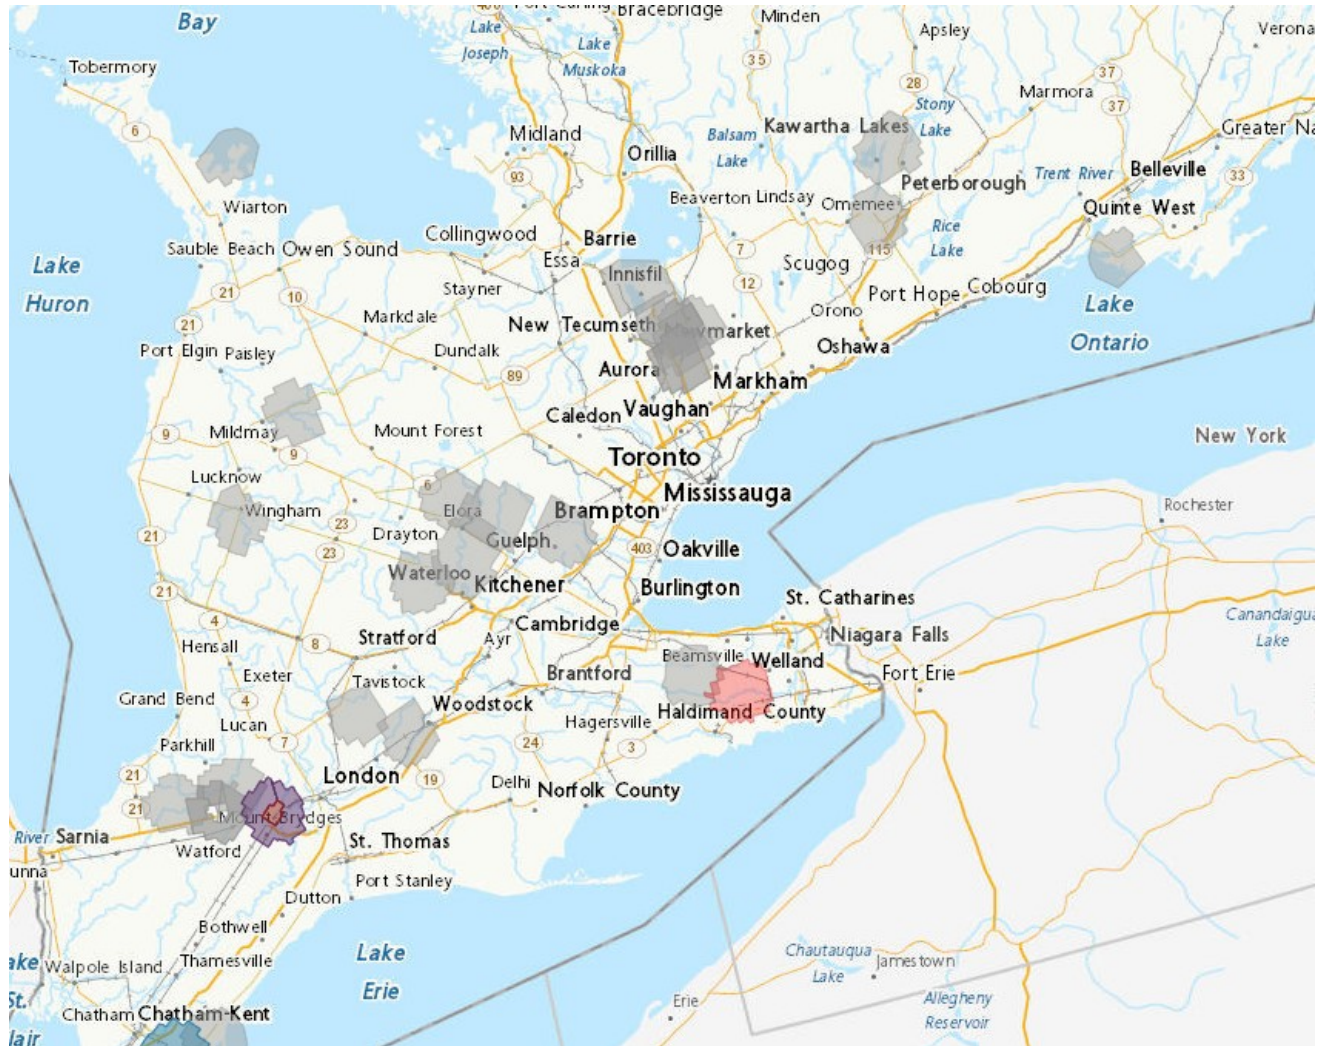 Bay
Bracebridge
Minden
Apsley
Verona
Lake
Joseph
Lake
Muskoka
35
28
37
37
Tobermory
6
Midland
Orillia
93
Balsam
Lake
Kawartha Lakes
Stony
Lake
Marmora
Greater Na
Trent River
Belleville
33
Peterborough
Quinte West
Wiarton
Beaverton
Lindsay
Omemee
Rice
Lake
115
Sauble Beach
Owen Sound
Collingwood
Barrie
Essa
7
Scugog
Lake
Huron
Stayner
Innisfil
12
Port Hope
Cobourg
Lake
Ontario
21
10
Markdale
New Tecumseth
Newmarket
Orono
21
Port Elgin
Paisley
Dundalk
Oshawa
89
Aurora
Markham
Caledon
Vaughan
Mildmay
Mount Forest
9
9
New York
Toronto
Lucknow
6
Mississauga
Wingham
Elora
Brampton
Rochester
23
21
Drayton
Guelph
23
403
Oakville
Waterloo
Kitchener
Burlington
21
St. Catharines
4
Cambridge
Canandaigua
Lake
Stratford
Ayr
8
Niagara Falls
Hensall
Beamsville
Welland
Exeter
Brantford
Fort Erie
Tavistock
Grand Bend
4
Woodstock
Haldimand County
Lucan
Hagersville
Parkhill
7
24
3
21
London
19
Delhi
Norfolk County
21
Mount Brydges
River
Sarnia
Watford
St. Thomas
unna
Port Stanley
Dutton
Bothwell
Lake
Erie
Chautauqua
Lake
Jamestown
ake
St.
lair
Walpole Island
Thamesville
Erie
Allegheny
Reservoir
Chatham
Chatham-Kent